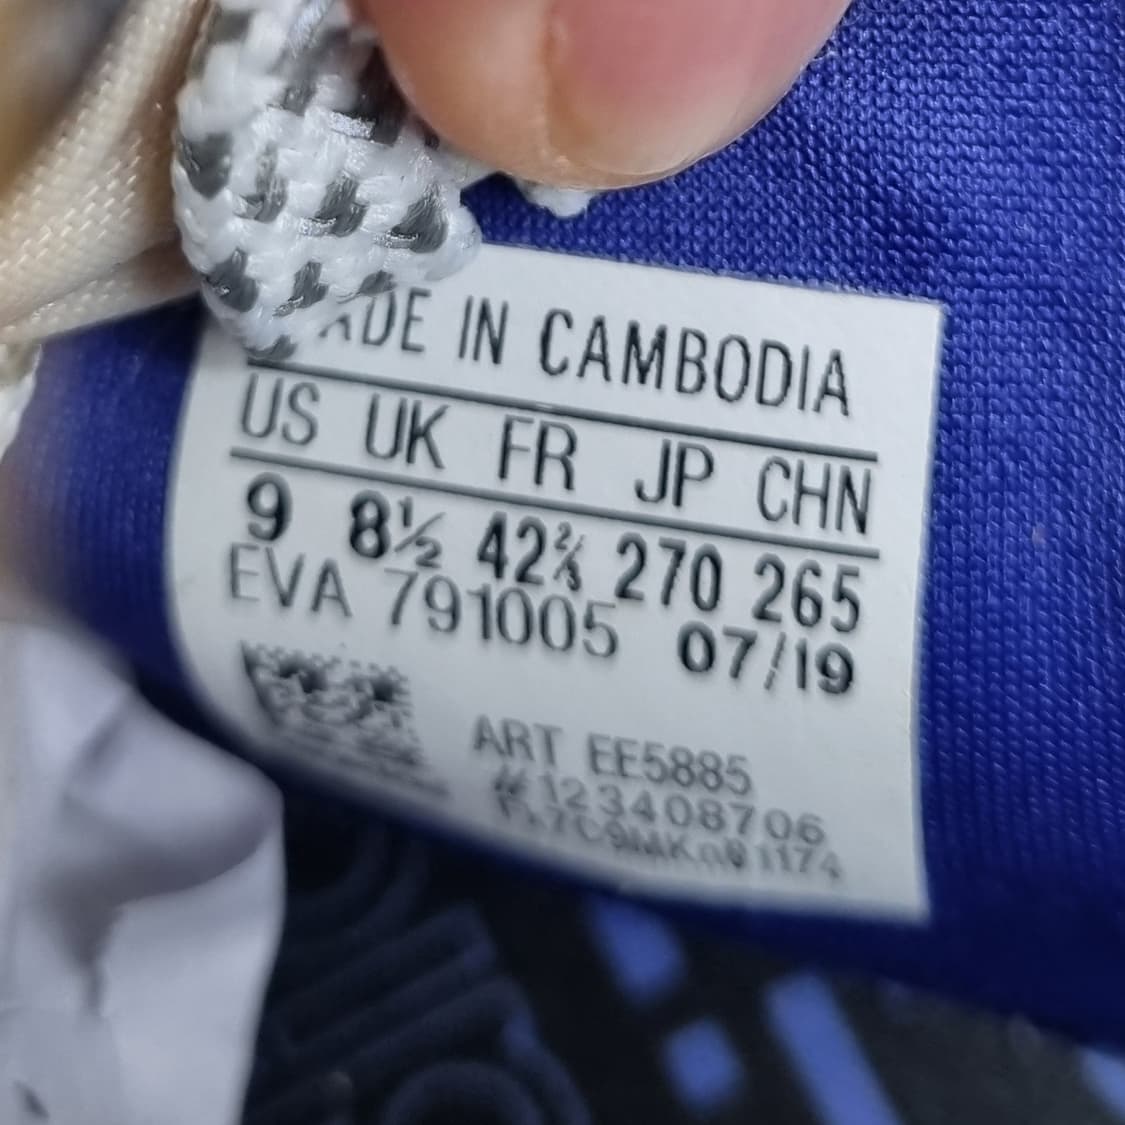 MADE IN CAMBODIA
US UK FR JP CHN
9 8½ 42⅔ 270 265
EVA 791005 07/19
ART EE5885
#123408706